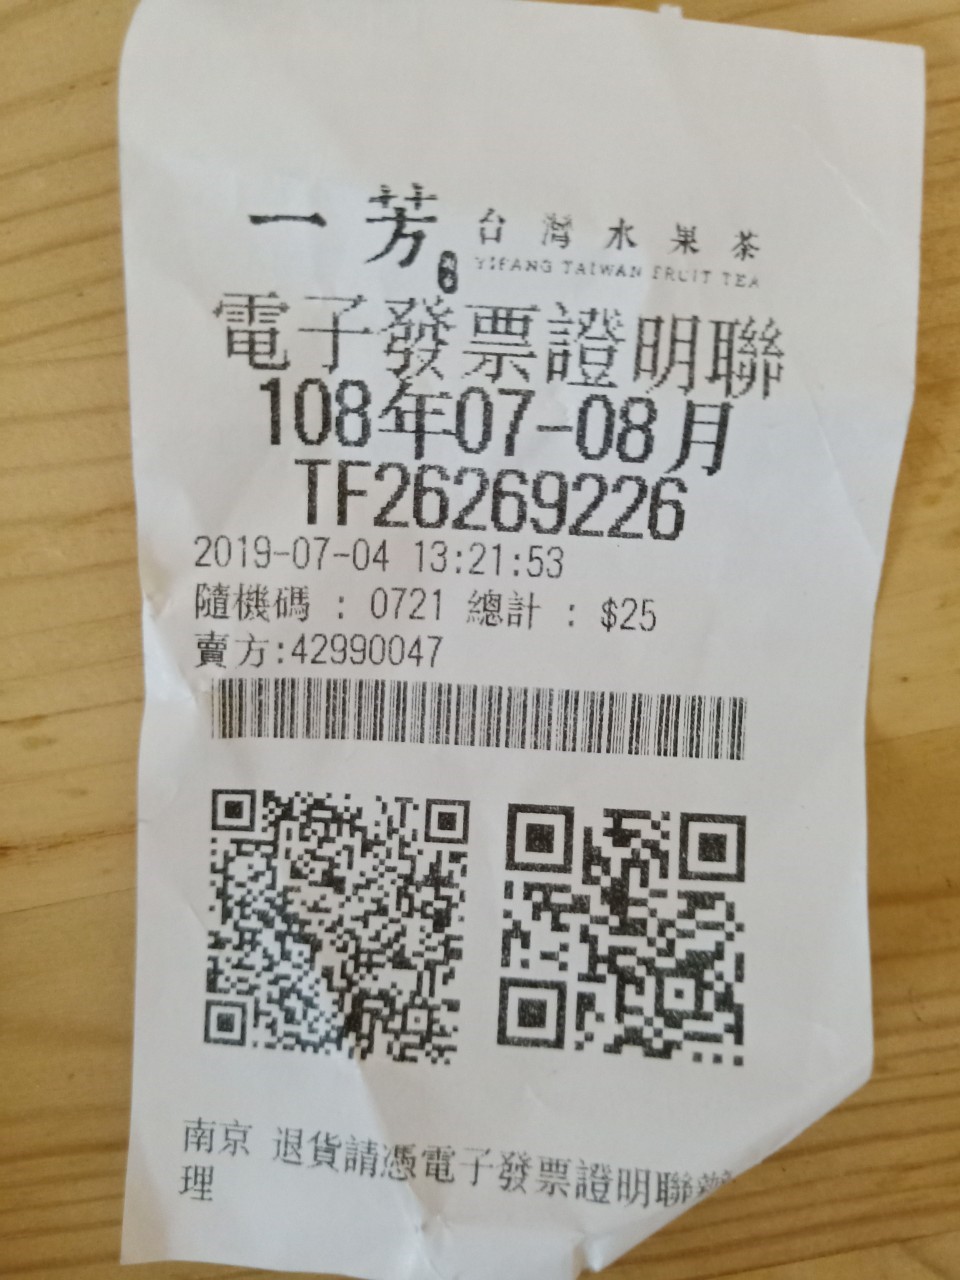 一芳 台灣水果茶
YIFANG TAIWAN FRUIT TEA
電子發票證明聯
108年07-08月
TF26269226
2019-07-04 13:21:53
隨機碼 : 0721 總計 : $25
賣方:42990047
南京 退貨請憑電子發票證明聯辦
理